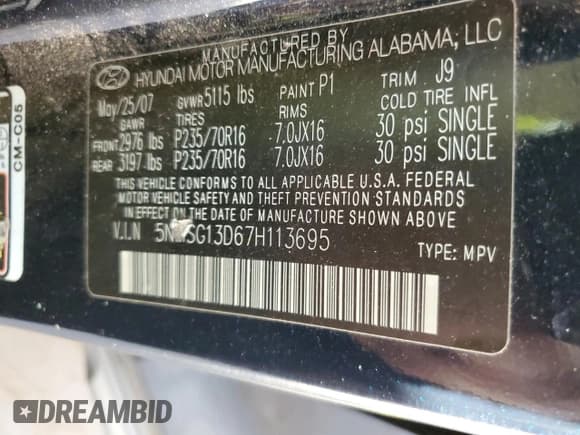 MANUFACTURED BY
HYUNDAI MOTOR MANUFACTURING ALABAMA, LLC
May/25/07 GVWR 5115 lbs PAINT P1 TRIM J9
GAWR TIRES RIMS COLD TIRE INFL
FRONT 2976 lbs P235/70R16 7.0JX16 30 psi SINGLE
REAR 3197 lbs P235/70R16 7.0JX16 30 psi SINGLE
THIS VEHICLE CONFORMS TO ALL APPLICABLE U.S.A. FEDERAL
MOTOR VEHICLE SAFETY AND THEFT PREVENTION STANDARDS
IN EFFECT ON THE DATE OF MANUFACTURE SHOWN ABOVE.
V.I.N TYPE: MPV
CM-C05
DREAMBID